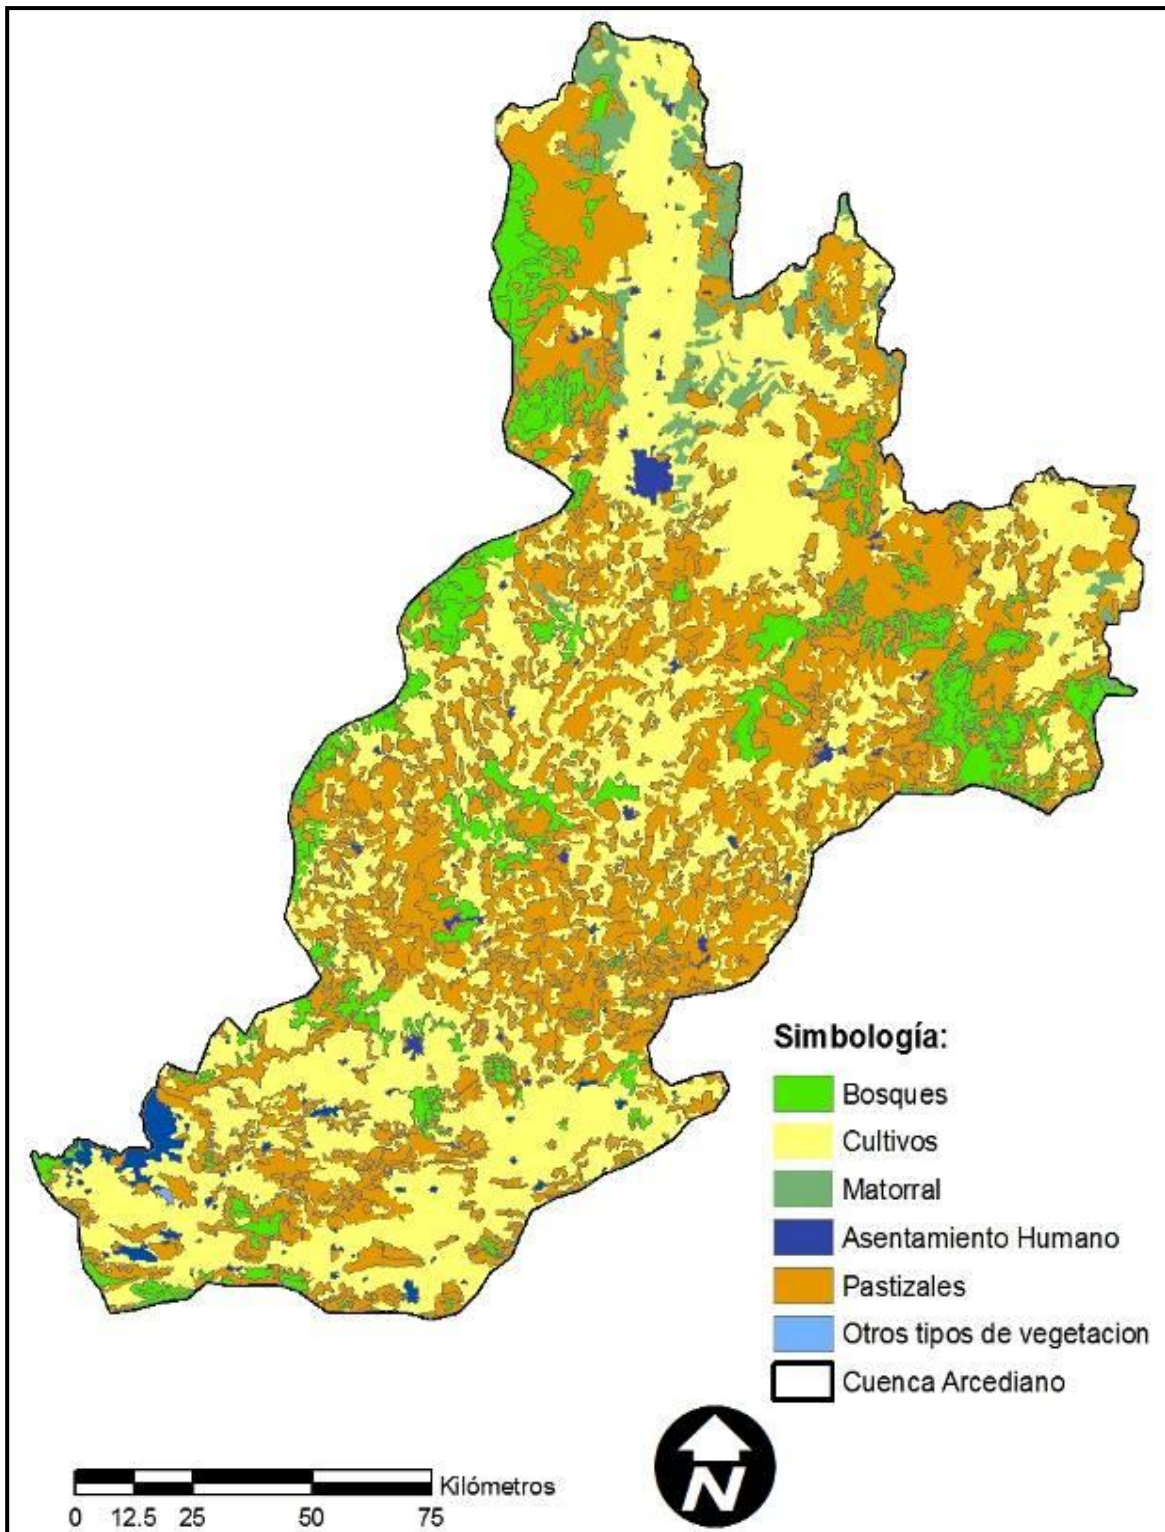 Simbología:
Bosques
Cultivos
Matorral
Asentamiento Humano
Pastizales
Otros tipos de vegetacion
Cuenca Arcediano
Kilómetros
0 12.5 25 50 75
N